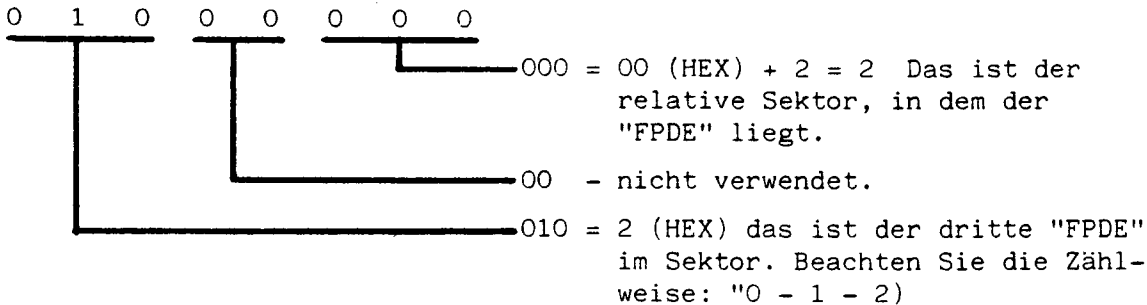 0 1 0 0 0 0 0 0
000 = 00 (HEX) + 2 = 2 Das ist der
relative Sektor, in dem der
"FPDE" liegt.
00 - nicht verwendet.
010 = 2 (HEX) das ist der dritte "FPDE"
im Sektor. Beachten Sie die Zähl-
weise: "0 - 1 - 2)